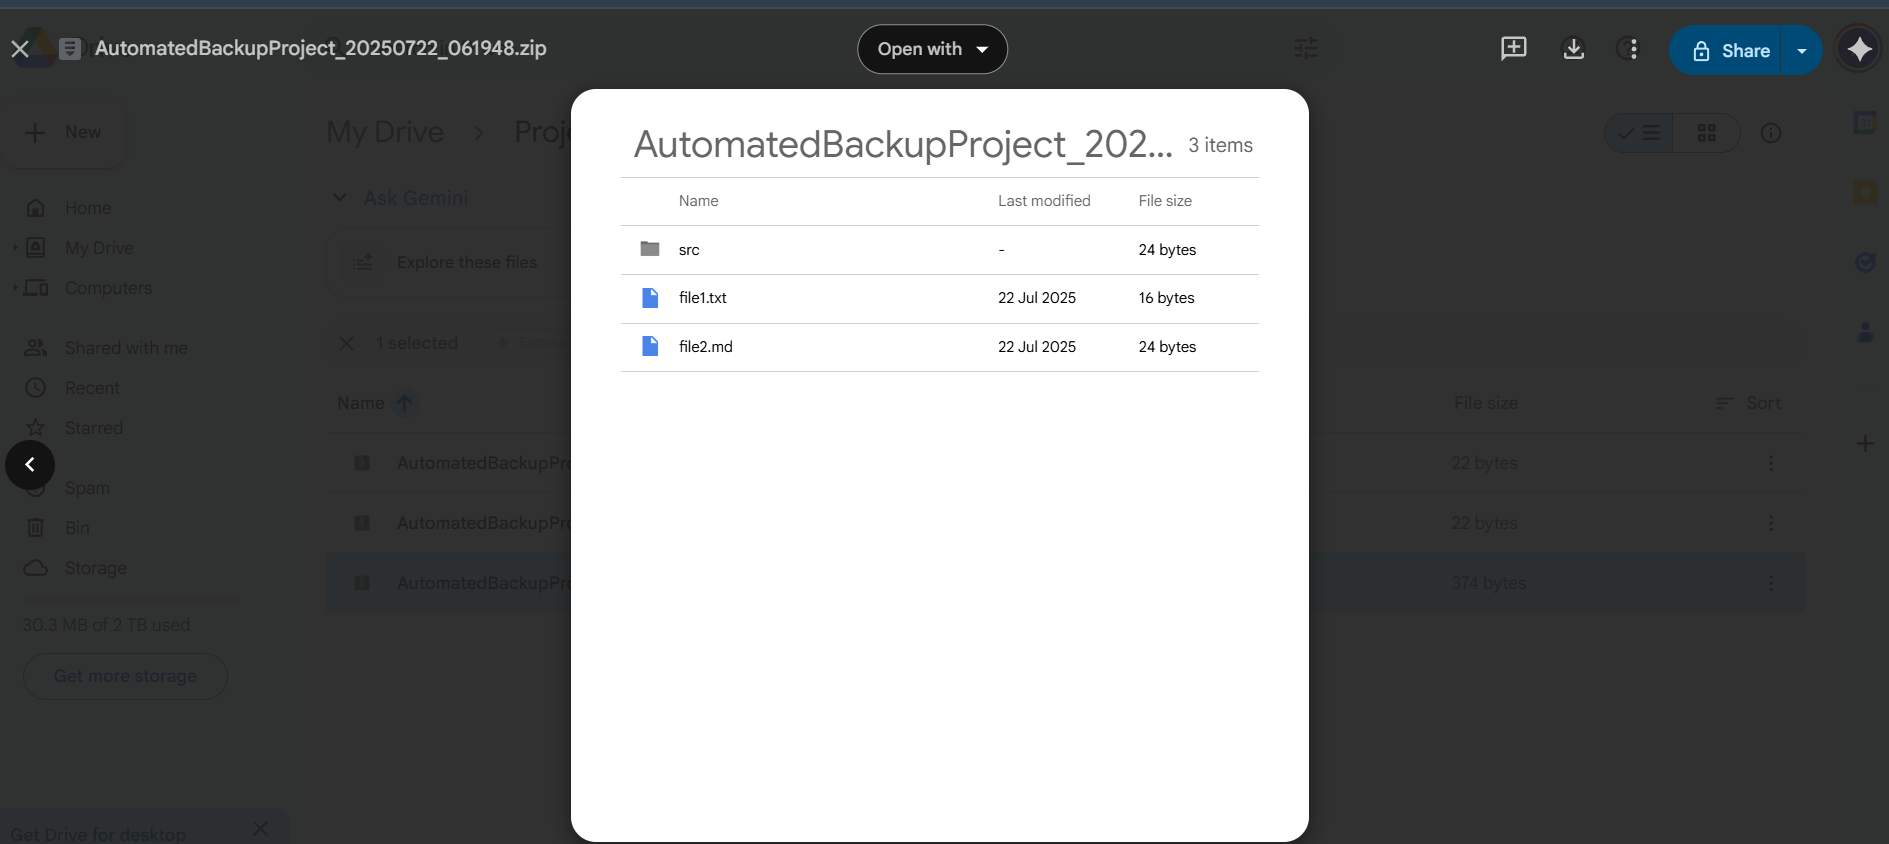 AutomatedBackupProject_20250722_061948.zip
Open with
Share
New
My Drive > Proje
Ask Gemini
Explore these files
Home
My Drive
Computers
Shared with me
Recent
Starred
Spam
Bin
Storage
30.3 MB of 2 TB used
Get more storage
Get Drive for desktop
1 selected
Name
File size
Sort
AutomatedBackupPro
22 bytes
AutomatedBackupPro
22 bytes
AutomatedBackupPro
374 bytes
AutomatedBackupProject_202... 3 items
Name Last modified File size
src - 24 bytes
file1.txt 22 Jul 2025 16 bytes
file2.md 22 Jul 2025 24 bytes